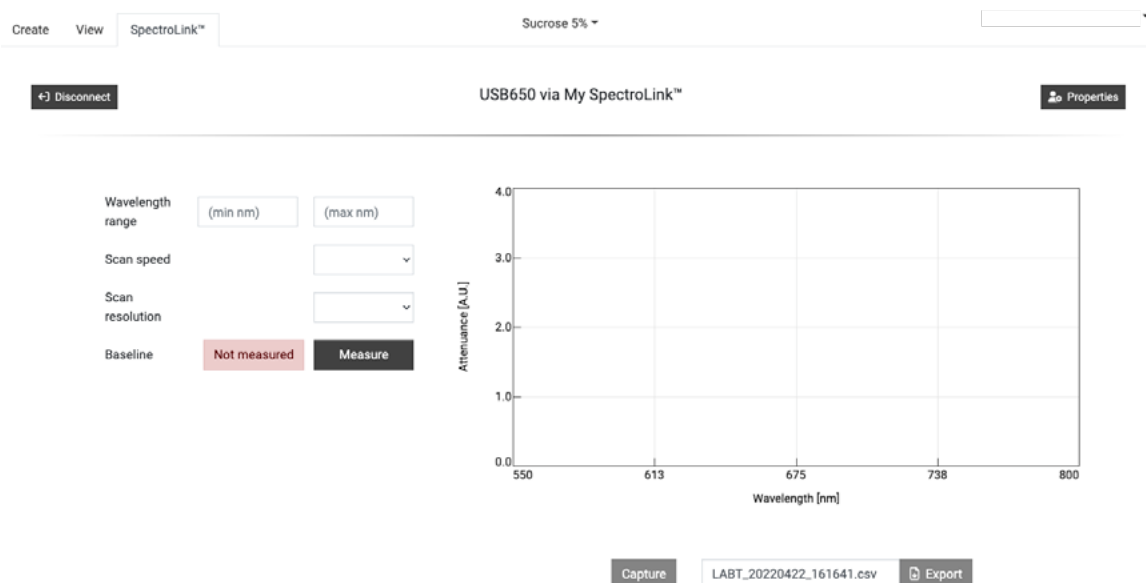 Create View SpectroLink™ Sucrose 5%
Disconnect USB650 via My SpectroLink™ Properties
Wavelength range (min nm) (max nm)
Scan speed
Scan resolution
Baseline Not measured Measure
Attenuance [A.U.]
4.0
3.0
2.0
1.0
0.0
550 613 675 738 800
Wavelength [nm]
Capture LABT_20220422_161641.csv Export